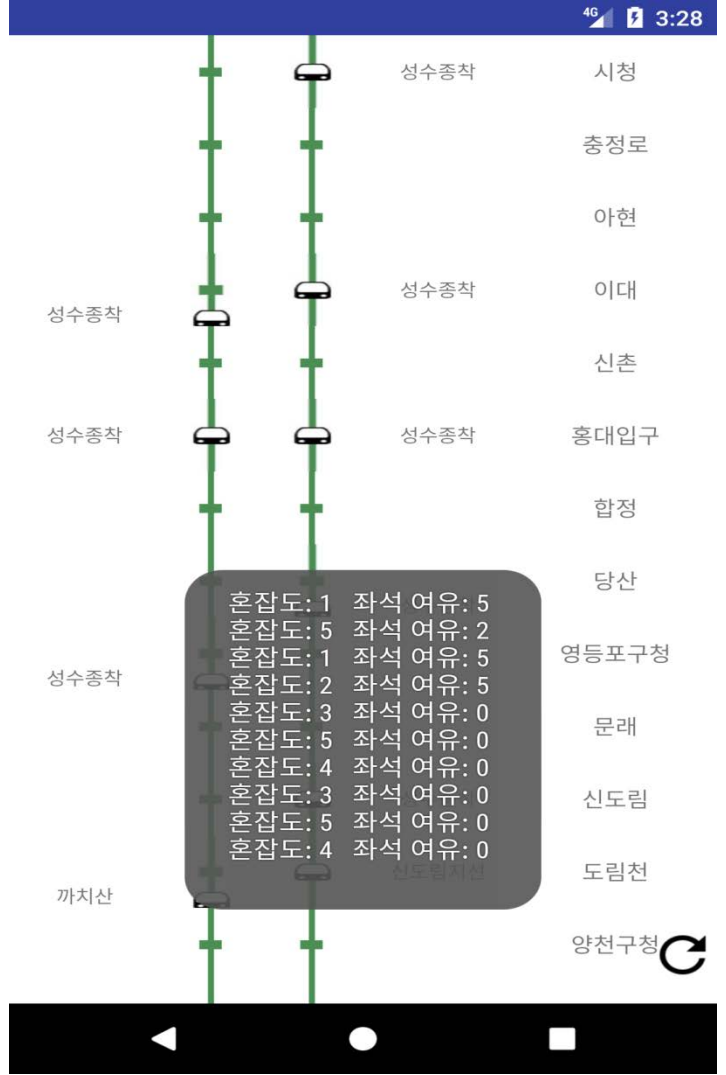 4G 3:28
성수종착 시청
충정로
아현
성수종착 이대
성수종착
신촌
성수종착 성수종착 홍대입구
합정
당산
영등포구청
성수종착
문래
신도림
신도림지선 도림천
까치산
양천구청
혼잡도: 1 좌석 여유: 5
혼잡도: 5 좌석 여유: 2
혼잡도: 1 좌석 여유: 5
혼잡도: 2 좌석 여유: 5
혼잡도: 3 좌석 여유: 0
혼잡도: 5 좌석 여유: 0
혼잡도: 4 좌석 여유: 0
혼잡도: 3 좌석 여유: 0
혼잡도: 5 좌석 여유: 0
혼잡도: 4 좌석 여유: 0